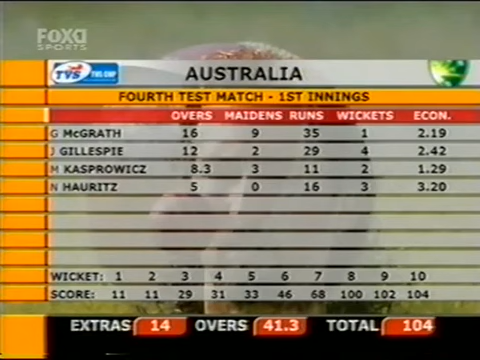 FOXD
SPORTS
TVS TVS CUP AUSTRALIA
FOURTH TEST MATCH - 1ST INNINGS
OVERS MAIDENS RUNS WICKETS ECON.
G McGRATH 16 9 35 1 2.19
J GILLESPIE 12 2 29 4 2.42
M KASPROWICZ 8.3 3 11 2 1.29
N HAURITZ 5 0 16 3 3.20
WICKET: 1 2 3 4 5 6 7 8 9 10
SCORE: 11 11 29 31 33 46 68 100 102 104
EXTRAS 14 OVERS 41.3 TOTAL 104